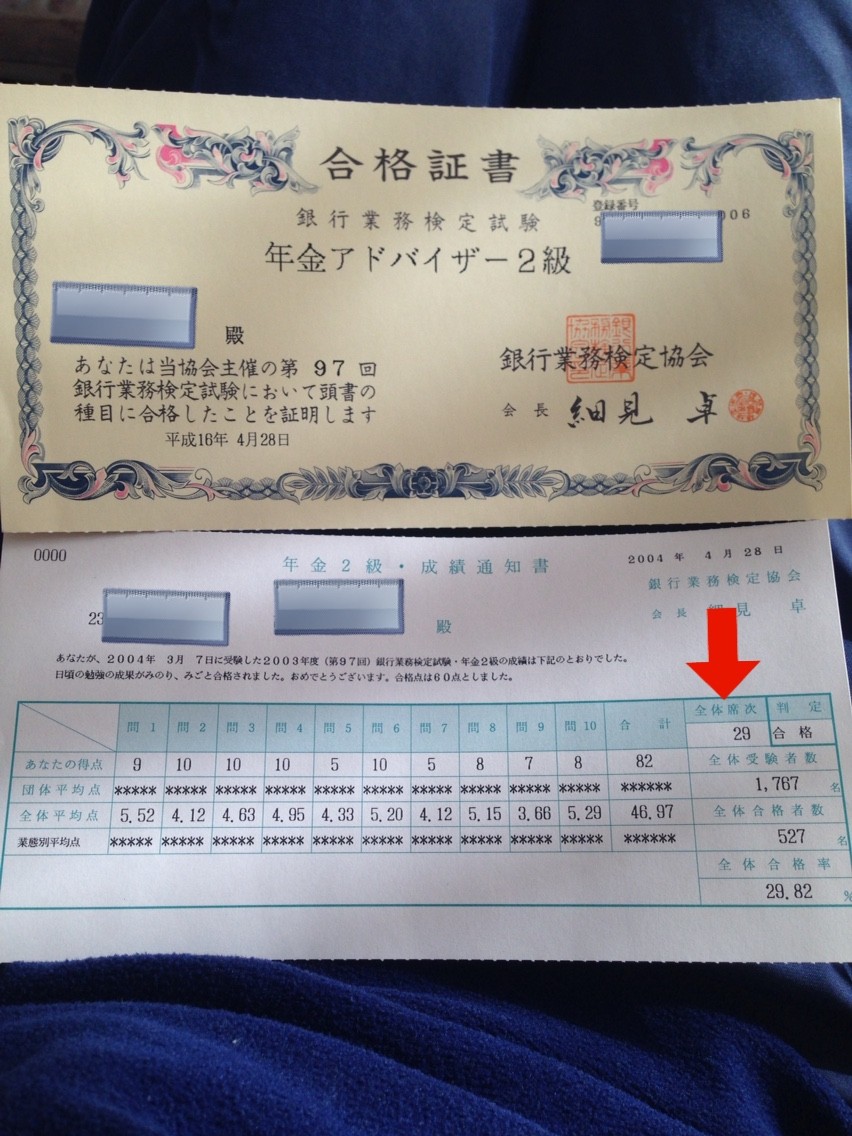 合格証書
銀行業務検定試験
登録番号
9 006
年金アドバイザー2級
殿
あなたは当協会主催の第 97 回
銀行業務検定試験において頭書の
種目に合格したことを証明します
平成16年 4月28日
銀行業務検定協会
会長 細見 卓
0000
年金2級・成績通知書
2004 年 4 月 28 日
銀行業務検定協会
会長 細見 卓
23
殿
あなたが、2004年 3月 7日に受験した2003年度(第97回)銀行業務検定試験・年金2級の成績は下記のとおりでした。
日頃の勉強の成果がみのり、みごと合格されました。おめでとうございます。合格点は60点としました。
問 1 問 2 問 3 問 4 問 5 問 6 問 7 問 8 問 9 問 10 合 計 全体席次 判 定
29 合 格
あなたの得点 9 10 10 10 5 10 5 8 7 8 82 全体受験者数
団体平均点 ***** ***** ***** ***** ***** ***** ***** ***** ***** ***** ****** 1,767 名
全体平均点 5.52 4.12 4.63 4.95 4.33 5.20 4.12 5.15 3.66 5.29 46.97 全体合格者数
業態別平均点 ***** ***** ***** ***** ***** ***** ***** ***** ***** ***** ****** 527 名
全体合格率
29.82 %